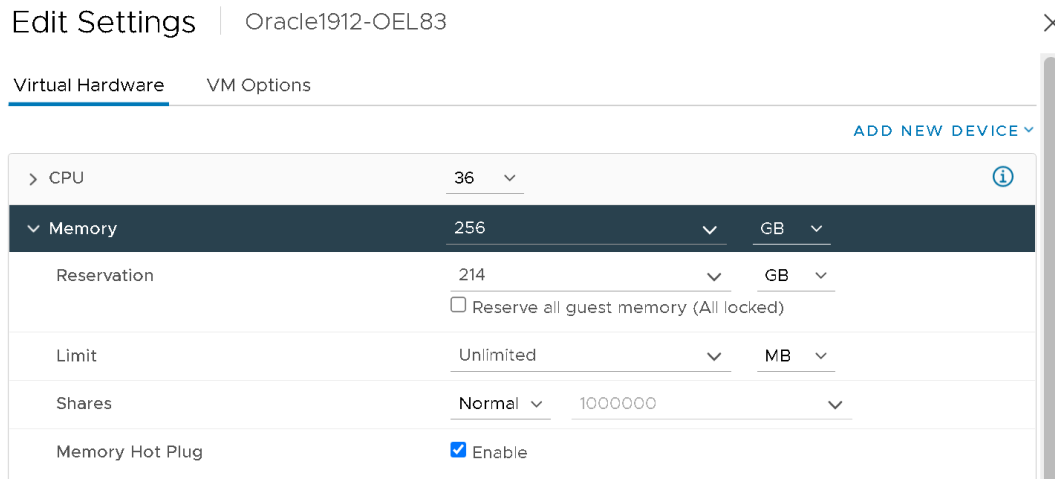 Edit Settings Oracle1912-OEL83
Virtual Hardware VM Options
ADD NEW DEVICE
CPU 36
Memory 256 GB
Reservation 214 GB
Reserve all guest memory (All locked)
Limit Unlimited MB
Shares Normal 1000000
Memory Hot Plug Enable